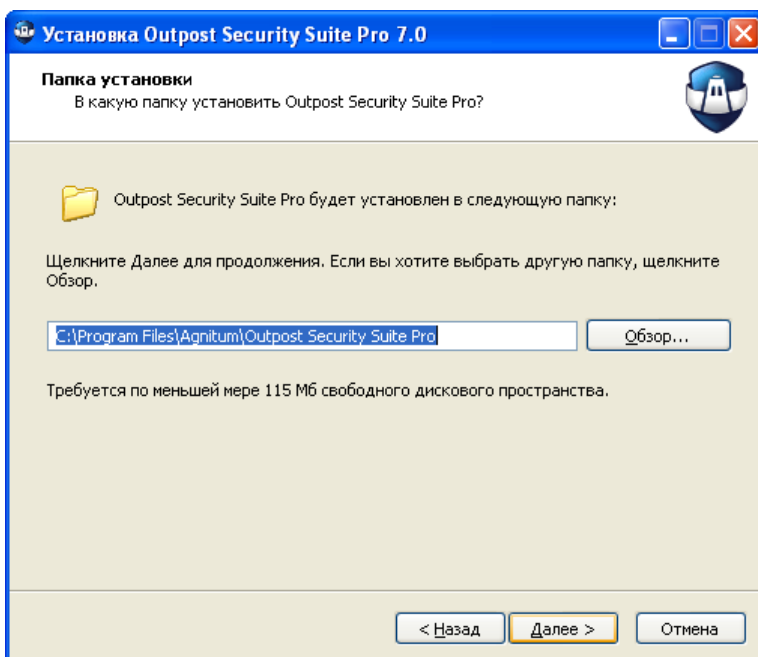 Установка Outpost Security Suite Pro 7.0
Папка установки
В какую папку установить Outpost Security Suite Pro?
Outpost Security Suite Pro будет установлен в следующую папку:
Щелкните Далее для продолжения. Если вы хотите выбрать другую папку, щелкните
Обзор.
C:\Program Files\Agnitum\Outpost Security Suite Pro
Обзор...
Требуется по меньшей мере 115 Мб свободного дискового пространства.
< Назад
Далее >
Отмена